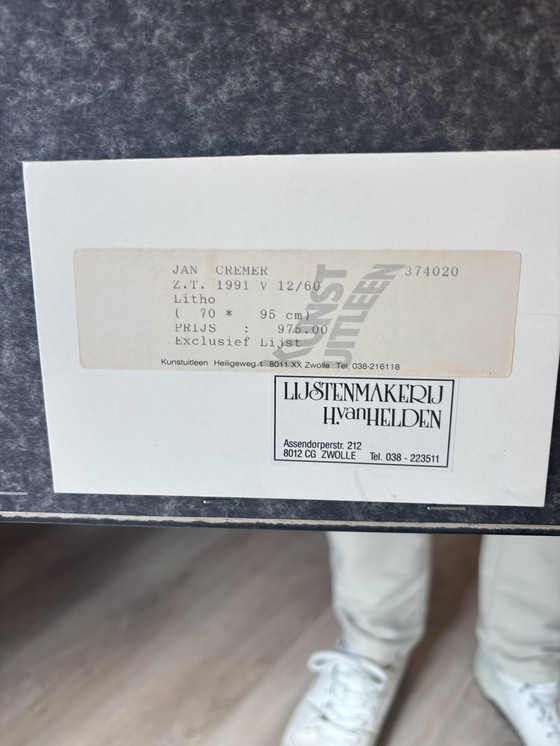 JAN CREMER 374020
Z.T. 1991 V 12/60
Litho
( 70 * 95 cm)
PRIJS : 975.00
Exclusief Lijst
KUNST
UITLEEN
Kunstuitleen Heiligeweg 1 8011 XX Zwolle Tel. 038-216118
LIJSTENMAKERIJ
H.vanHELDEN
Assendorperstr. 212
8012 CG ZWOLLE Tel. 038 - 223511